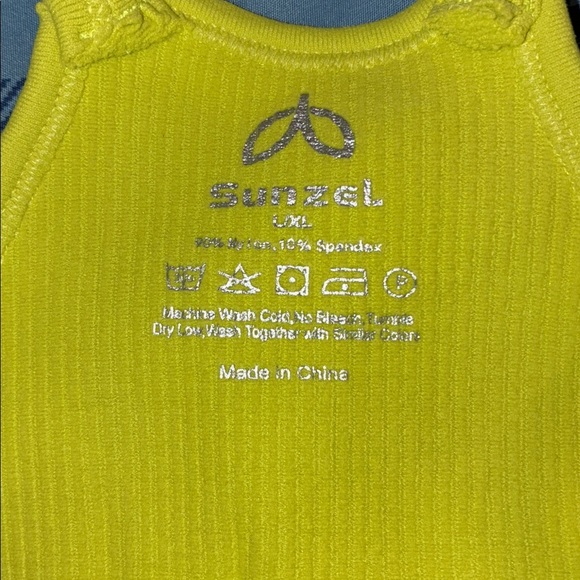 Sunzel
L/XL
90% Nylon, 10% Spandex
P
Machine Wash Cold, No Bleach, Tumble
Dry Low, Wash Together with Similar Colors
Made in China